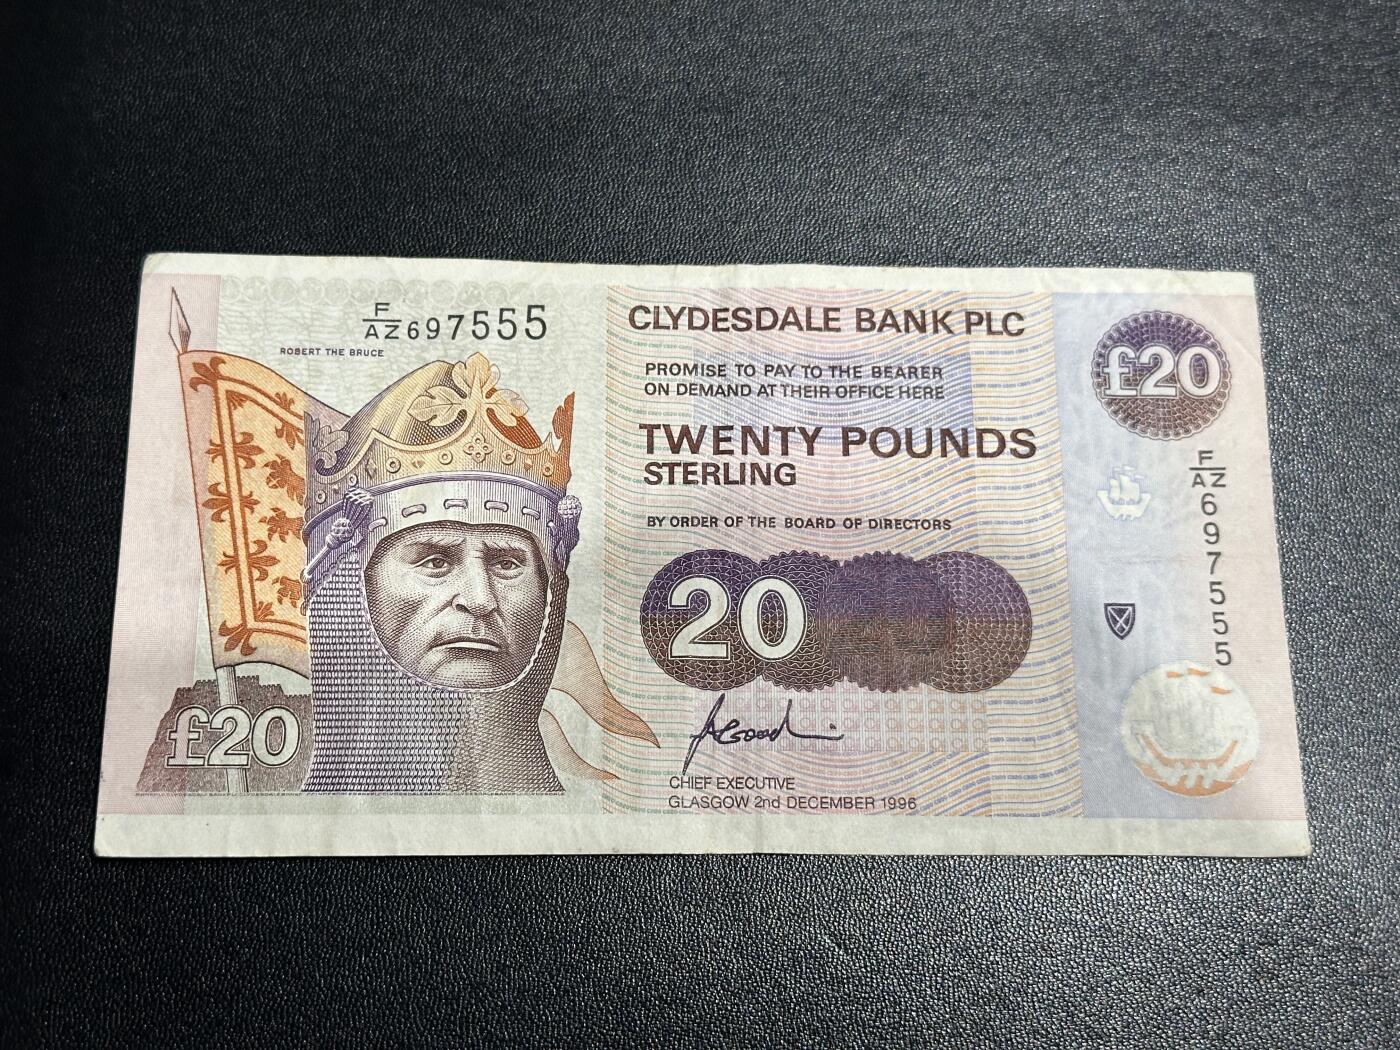 F
AZ 697555
ROBERT THE BRUCE
£20
CLYDESDALE BANK PLC
PROMISE TO PAY TO THE BEARER
ON DEMAND AT THEIR OFFICE HERE
TWENTY POUNDS
STERLING
BY ORDER OF THE BOARD OF DIRECTORS
20
CHIEF EXECUTIVE
GLASGOW 2nd DECEMBER 1996
£20
F
AZ
697555